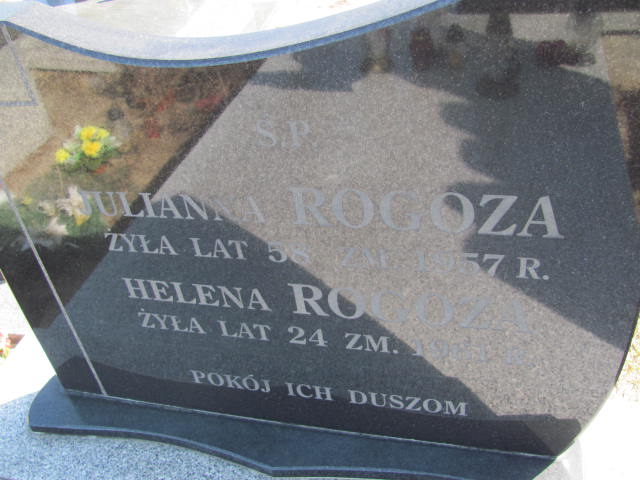 Ś.P.
JULIANNA ROGOZA
ŻYŁA LAT 58 ZM. 1957 R.
HELENA ROGOZA
ŻYŁA LAT 24 ZM. R.
POKÓJ ICH DUSZOM